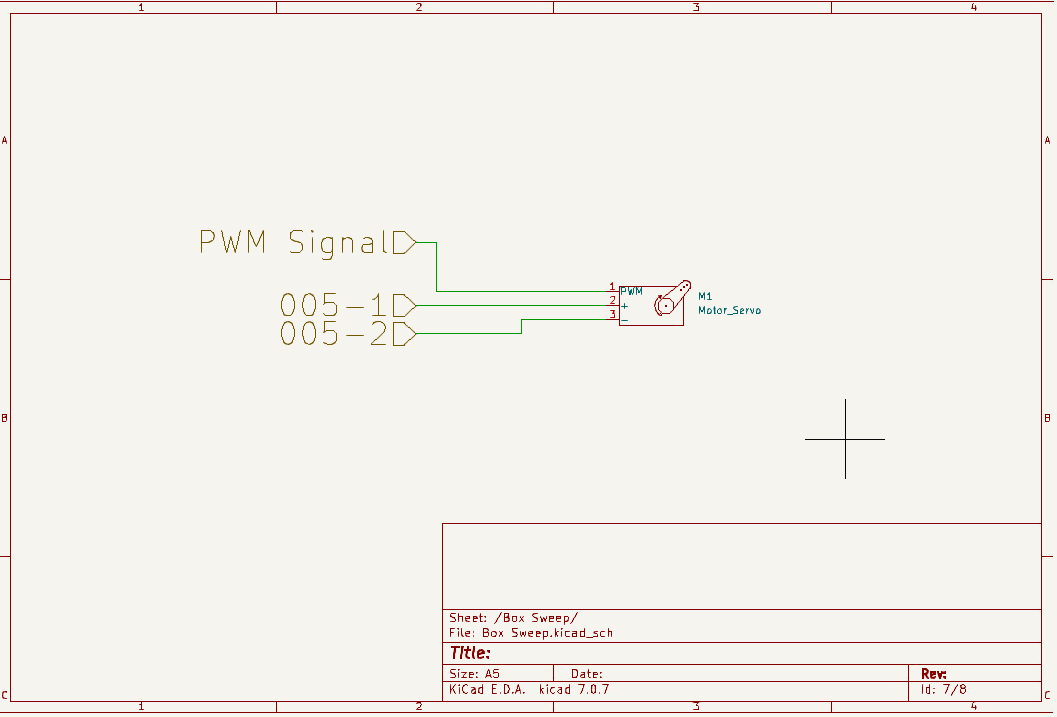 1 2 3 4
A A
PWM Signal
005-1
005-2
1 PWM
2 +
3 -
M1
Motor_Servo
B B
Sheet: /Box Sweep/
File: Box Sweep.kicad_sch
Title:
Size: A5 Date: Rev:
KiCad E.D.A. kicad 7.0.7 Id: 7/8
C C
1 2 3 4